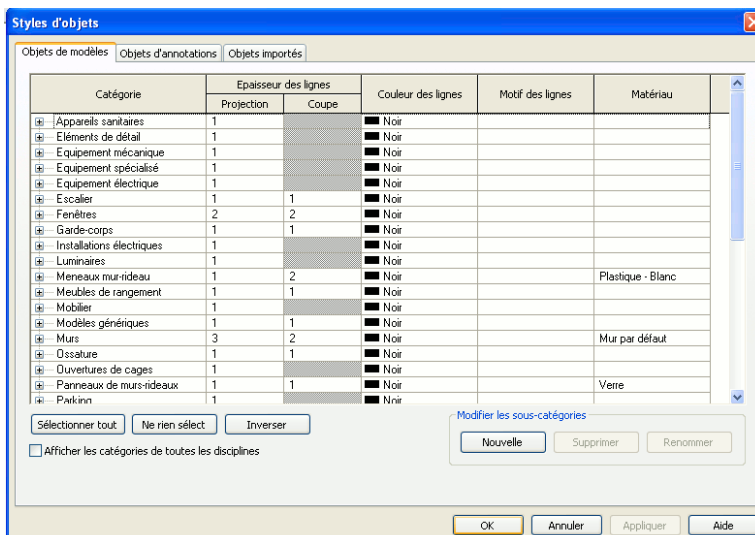 Styles d'objets
Objets de modèles Objets d'annotations Objets importés
Catégorie Epaisseur des lignes Couleur des lignes Motif des lignes Matériau
Projection Coupe
Appareils sanitaires 1 Noir
Eléments de détail 1 Noir
Equipement mécanique 1 Noir
Equipement spécialisé 1 Noir
Equipement électrique 1 Noir
Escalier 1 1 Noir
Fenêtres 2 2 Noir
Garde-corps 1 1 Noir
Installations électriques 1 Noir
Luminaires 1 Noir
Meneaux mur-rideau 1 2 Noir Plastique - Blanc
Meubles de rangement 1 1 Noir
Mobilier 1 Noir
Modèles génériques 1 1 Noir
Murs 3 2 Noir Mur par défaut
Ossature 1 1 Noir
Ouvertures de cages 1 Noir
Panneaux de murs-rideaux 1 1 Noir Verre
Parking 1 Noir
Sélectionner tout Ne rien sélect Inverser
Modifier les sous-catégories
Nouvelle Supprimer Renommer
Afficher les catégories de toutes les disciplines
OK Annuler Appliquer Aide